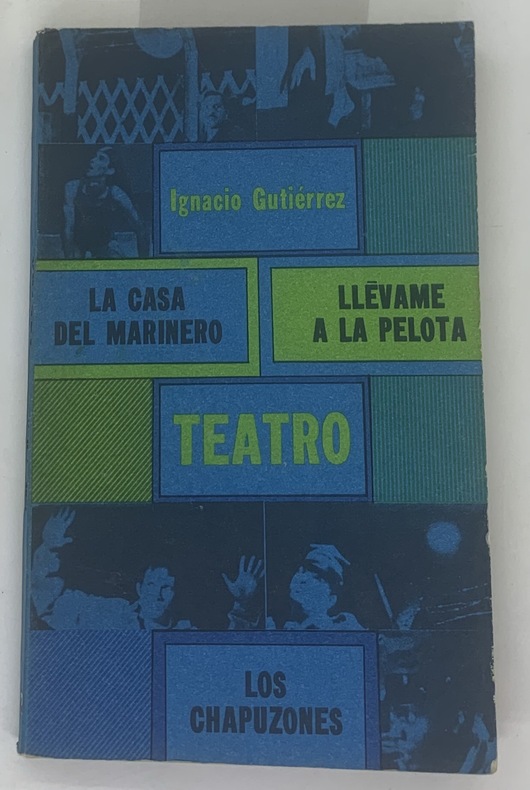 Ignacio Gutiérrez
LA CASA
DEL MARINERO
LLĒVAME
A LA PELOTA
TEATRO
LOS
CHAPUZONES